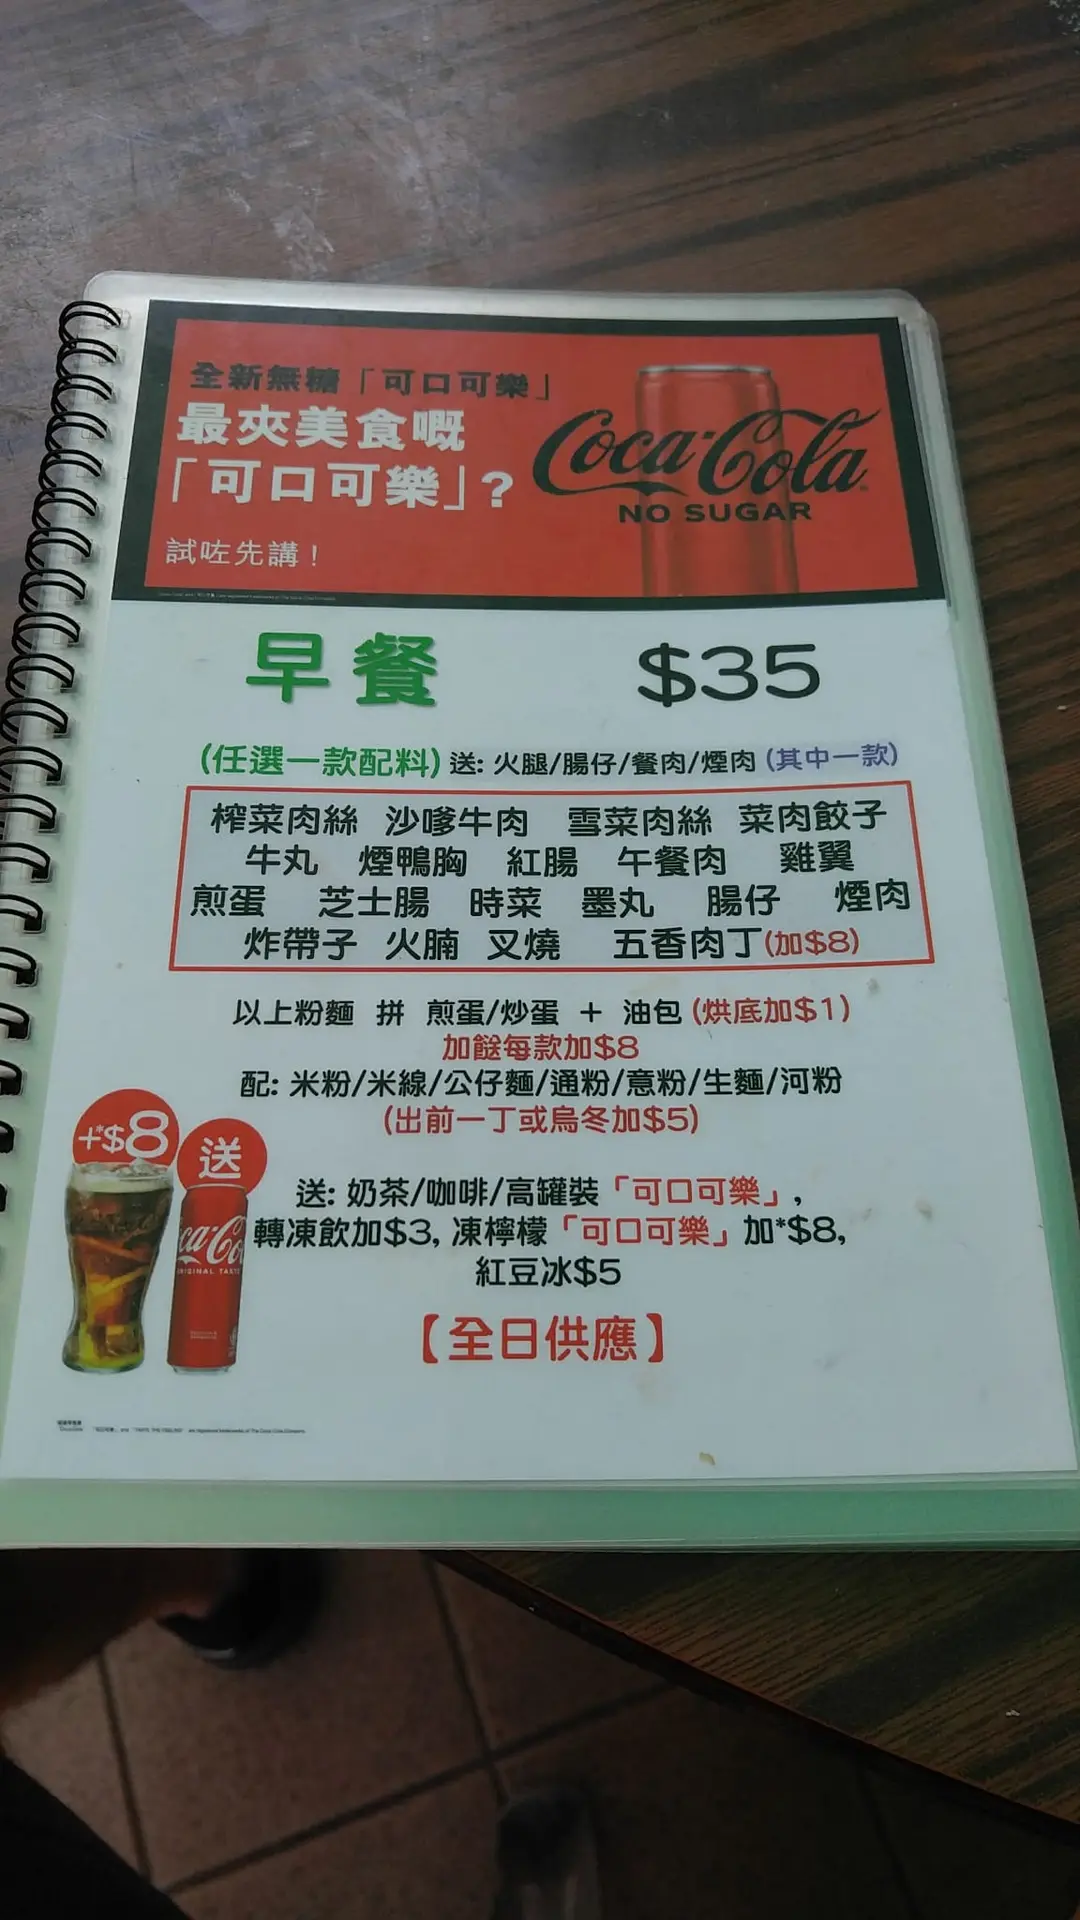 全新無糖「可口可樂」
最夾美食嘅
「可口可樂」?
試咗先講!
Coca-Cola
NO SUGAR
早餐 $35
(任選一款配料) 送: 火腿/腸仔/餐肉/煙肉 (其中一款)
榨菜肉絲 沙嗲牛肉 雪菜肉絲 菜肉餃子
牛丸 煙鴨胸 紅腸 午餐肉 雞翼
煎蛋 芝士腸 時菜 墨丸 腸仔 煙肉
炸帶子 火腩 叉燒 五香肉丁(加$8)
以上粉麵 拼 煎蛋/炒蛋 + 油包 (烘底加$1)
加餸每款加$8
配: 米粉/米線/公仔麵/通粉/意粉/生麵/河粉
(出前一丁或烏冬加$5)
+*$8
送
送: 奶茶/咖啡/高罐裝「可口可樂」,
轉凍飲加$3, 凍檸檬「可口可樂」加*$8,
紅豆冰$5
ca-Co
ORIGINAL TASTE
【全日供應】